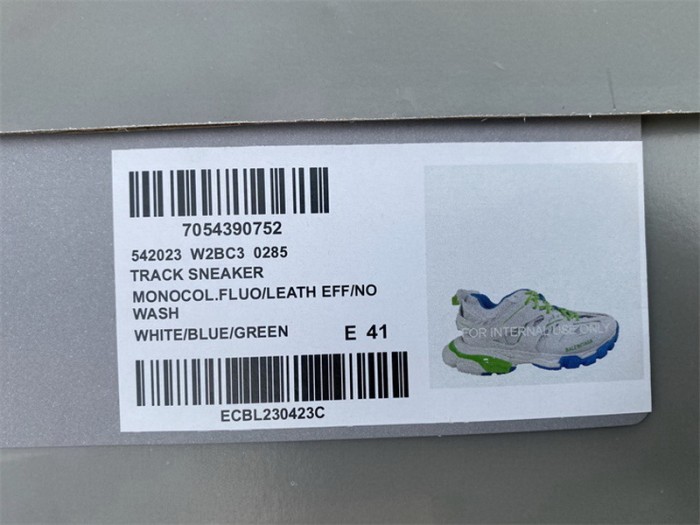 7054390752
542023 W2BC3 0285
TRACK SNEAKER
MONOCOL.FLUO/LEATH EFF/NO
WASH
WHITE/BLUE/GREEN E 41
ECBL230423C
FOR INTERNAL USE ONLY
BALENCIAGA